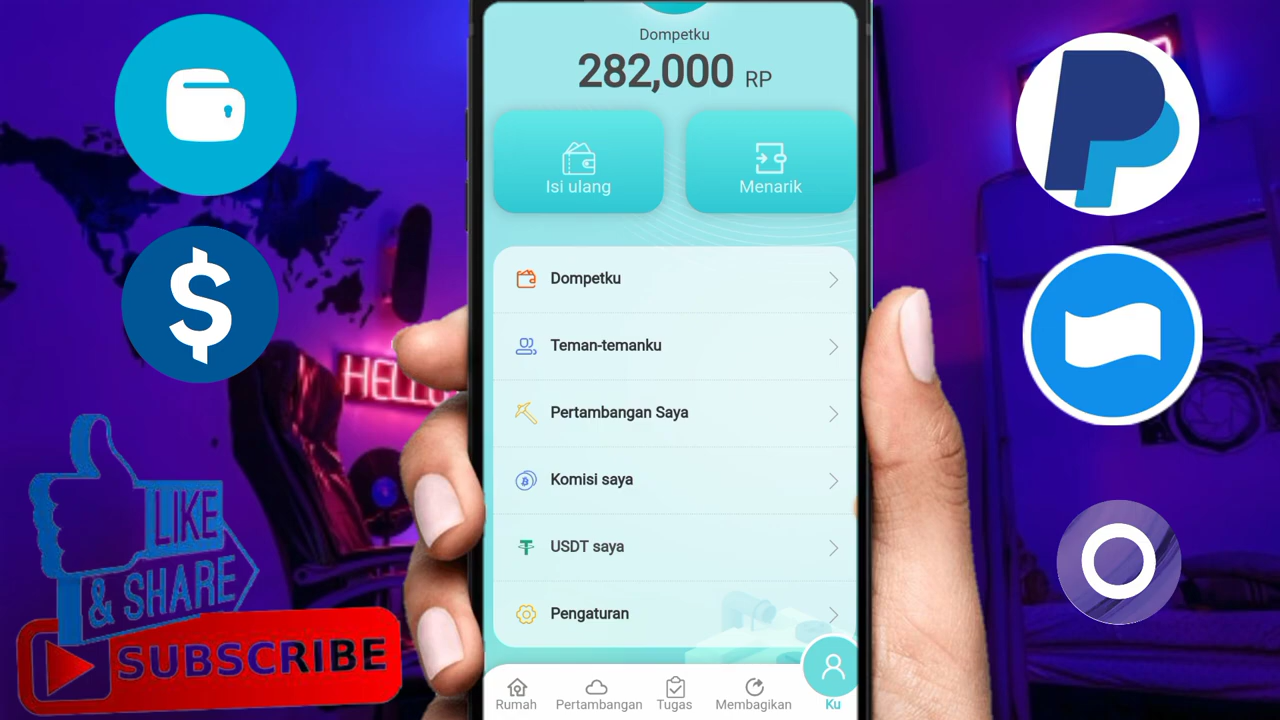 Dompetku
282,000 RP
Isi ulang
Menarik
Dompetku
Teman-temanku
Pertambangan Saya
Komisi saya
USDT saya
Pengaturan
Rumah
Pertambangan
Tugas
Membagikan
Ku
HELLO
LIKE
& SHARE
SUBSCRIBE